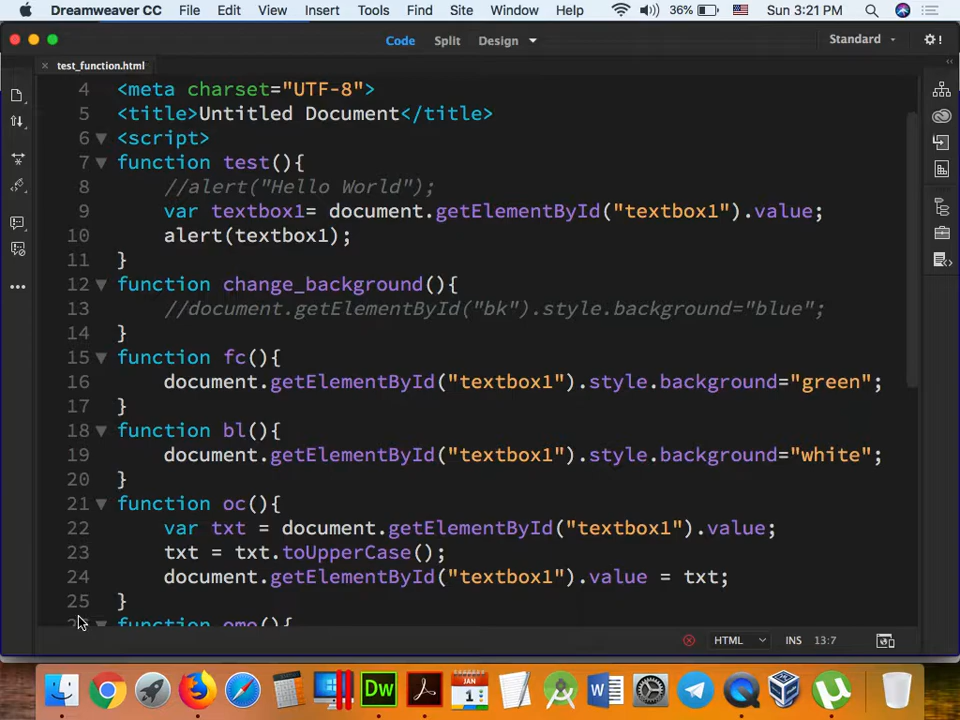 Dreamweaver CC File Edit View Insert Tools Find Site Window Help 36% Sun 3:21 PM
Code Split Design Standard
test_function.html
4 <meta charset="UTF-8">
5 <title>Untitled Document</title>
6 <script>
7 function test(){
8 //alert("Hello World");
9 var textbox1= document.getElementById("textbox1").value;
10 alert(textbox1);
11 }
12 function change_background(){
13 //document.getElementById("bk").style.background="blue";
14 }
15 function fc(){
16 document.getElementById("textbox1").style.background="green";
17 }
18 function bl(){
19 document.getElementById("textbox1").style.background="white";
20 }
21 function oc(){
22 var txt = document.getElementById("textbox1").value;
23 txt = txt.toUpperCase();
24 document.getElementById("textbox1").value = txt;
25 }
function omo(){
HTML INS 13:7
Dw JAN 1 W